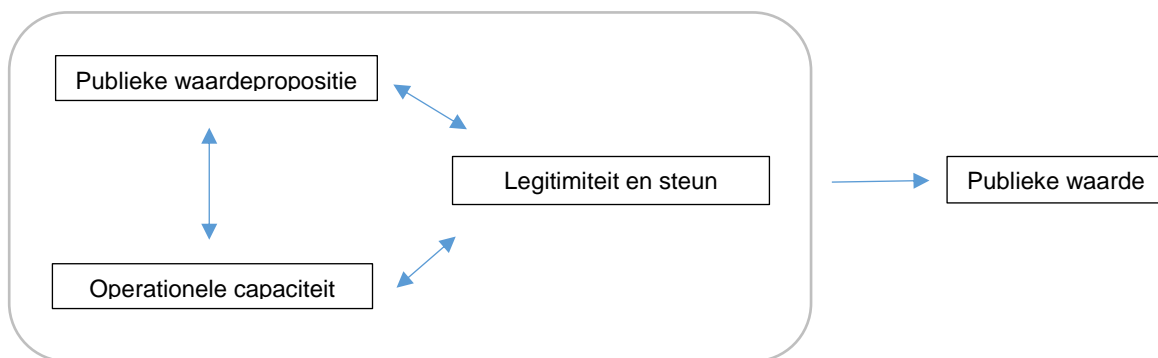 Publieke waardepropositie
Legitimiteit en steun
Publieke waarde
Operationele capaciteit